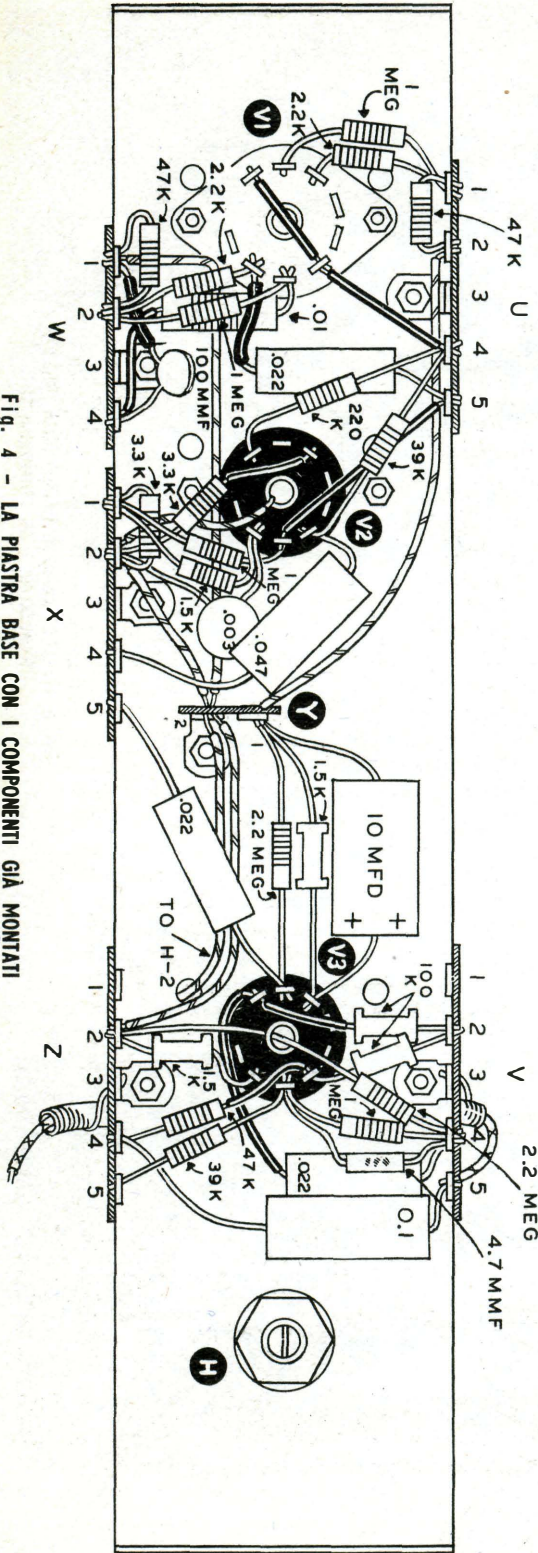 1 MEG
2.2K
V1
47 K
1
2
3
4
5
U
47K
2.2 K
.01
1
2
3
4
W
100 MMF
1 MEG
.022
220 K
39K
V2
3.3K
3.3K
1 MEG
1.5K
.003
.047
1
2
3
4
5
X
Y
1
2
10 MFD
+ +
1.5 K
2.2 MEG
.022
TO H-2
V3
100 K
1
2
3
4
5
V
1
2
3
4
5
Z
1.5 K
1 MEG
2.2 MEG
4.7 MMF
47 K
39 K
.022
0.1
H
Fig. 4 - LA PIASTRA BASE CON I COMPONENTI GIÀ MONTATI